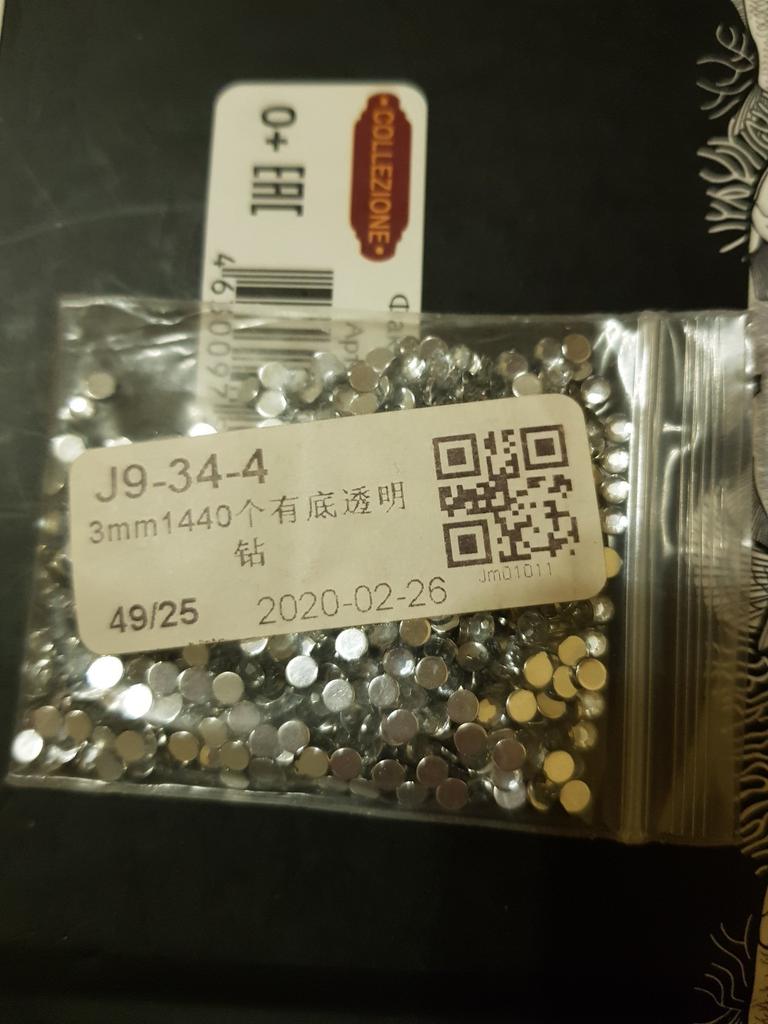 0+
EAC
•COLLEZIONE•
J9-34-4
3mm1440个有底透明
钻
49/25
2020-02-26
Jm01011